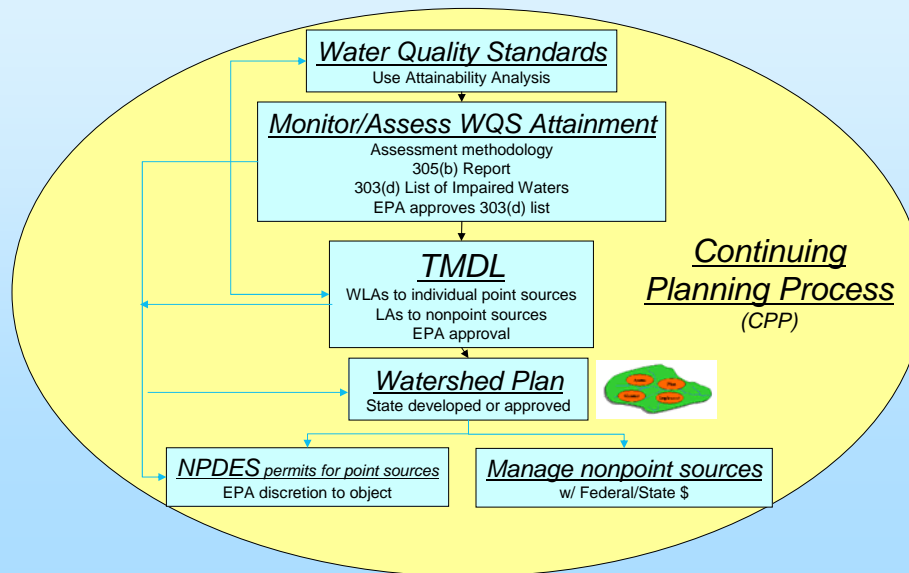 Water Quality Standards
Use Attainability Analysis
Monitor/Assess WQS Attainment
Assessment methodology
305(b) Report
303(d) List of Impaired Waters
EPA approves 303(d) list
TMDL
WLAs to individual point sources
LAs to nonpoint sources
EPA approval
Continuing
Planning Process
(CPP)
Watershed Plan
State developed or approved
NPDES permits for point sources
EPA discretion to object
Manage nonpoint sources
w/ Federal/State $